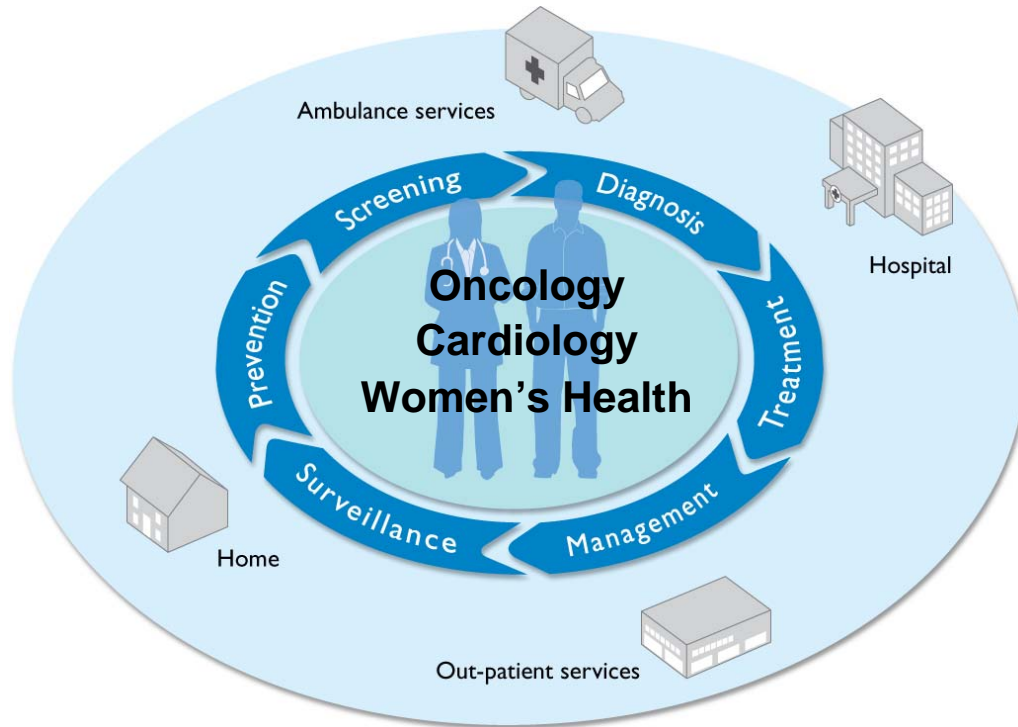 Ambulance services
Screening
Diagnosis
Hospital
Oncology
Prevention
Treatment
Cardiology
Women’s Health
Surveillance
Management
Home
Out-patient services